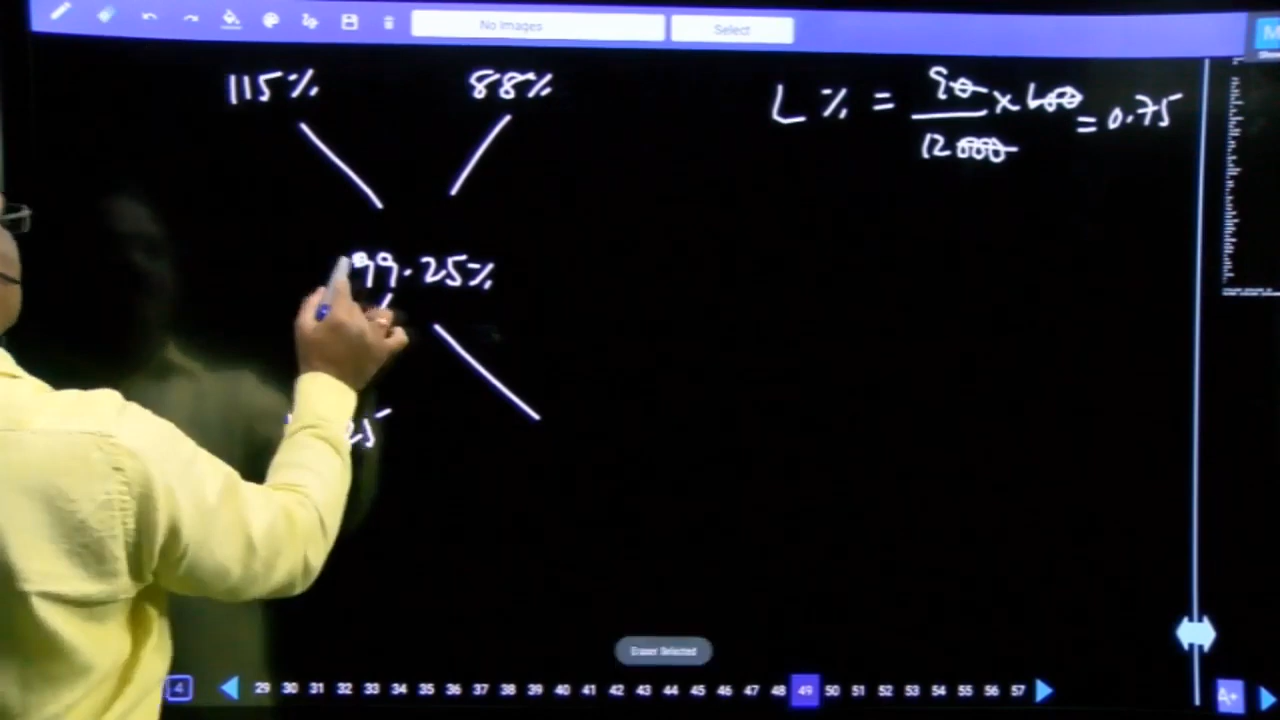 No Images Select
115% 88%
L % = 90 × 100 = 0.75
12000
99.25%
25
Eraser Selected
4 29 30 31 32 33 34 35 36 37 38 39 40 41 42 43 44 45 46 47 48 49 50 51 52 53 54 55 56 57 A+